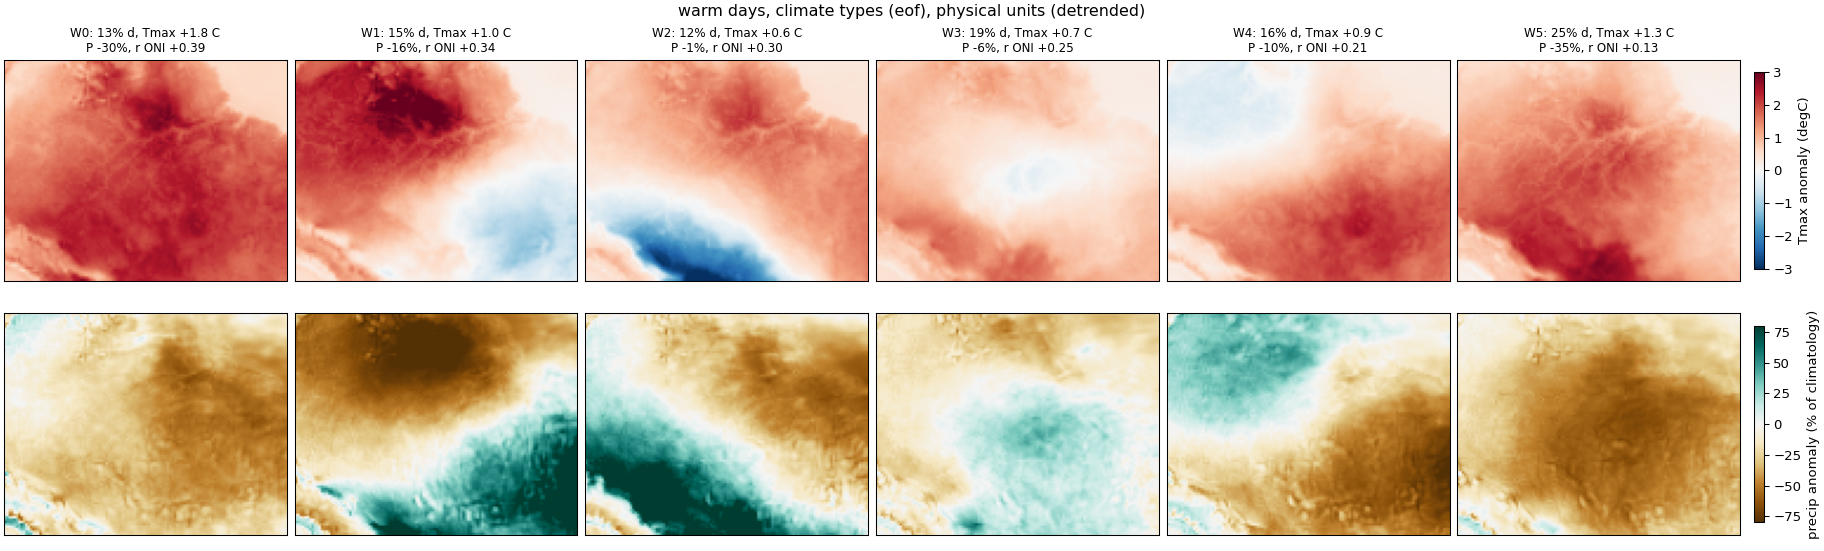 warm days, climate types (eof), physical units (detrended)
W0: 13% d, Tmax +1.8 C
P -30%, r ONI +0.39
W1: 15% d, Tmax +1.0 C
P -16%, r ONI +0.34
W2: 12% d, Tmax +0.6 C
P -1%, r ONI +0.30
W3: 19% d, Tmax +0.7 C
P -6%, r ONI +0.25
W4: 16% d, Tmax +0.9 C
P -10%, r ONI +0.21
W5: 25% d, Tmax +1.3 C
P -35%, r ONI +0.13
3
2
1
0
−1
−2
−3
Tmax anomaly (degC)
75
50
25
0
−25
−50
−75
precip anomaly (% of climatology)